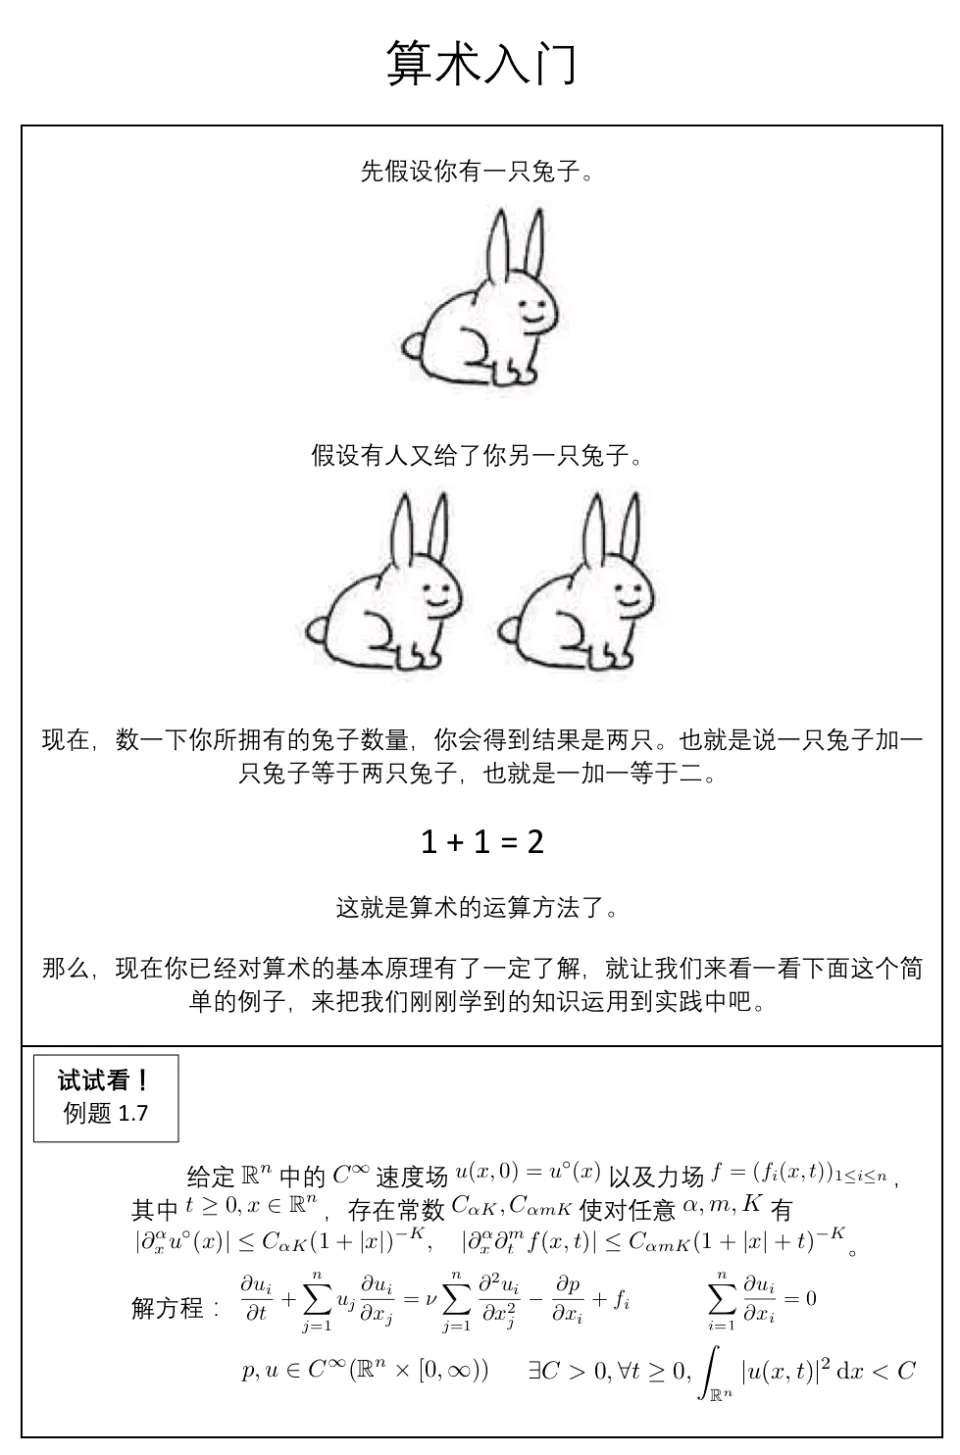 算术入门
先假设你有一只兔子。
假设有人又给了你另一只兔子。
现在，数一下你所拥有的兔子数量，你会得到结果是两只。也就是说一只兔子加一
只兔子等于两只兔子，也就是一加一等于二。
1 + 1 = 2
这就是算术的运算方法了。
那么，现在你已经对算术的基本原理有了一定了解，就让我们来看一看下面这个简
单的例子，来把我们刚刚学到的知识运用到实践中吧。
试试看！
例题 1.7
给定 $\mathbb{R}^n$ 中的 $C^\infty$ 速度场 $u(x,0)=u^\circ(x)$ 以及力场 $f=(f_i(x,t))_{1\leq i\leq n}$，
其中 $t\geq 0, x\in\mathbb{R}^n$，存在常数 $C_{\alpha K}, C_{\alpha mK}$ 使对任意 $\alpha, m, K$ 有
$|\partial_x^\alpha u^\circ(x)|\leq C_{\alpha K}(1+|x|)^{-K},\quad |\partial_x^\alpha\partial_t^m f(x,t)|\leq C_{\alpha mK}(1+|x|+t)^{-K}$。
解方程： $\frac{\partial u_i}{\partial t}+\sum_{j=1}^n u_j\frac{\partial u_i}{\partial x_j}=\nu\sum_{j=1}^n\frac{\partial^2 u_i}{\partial x_j^2}-\frac{\partial p}{\partial x_i}+f_i \quad \sum_{i=1}^n\frac{\partial u_i}{\partial x_i}=0$
$p,u\in C^\infty(\mathbb{R}^n\times[0,\infty)) \quad \exists C>0,\forall t\geq 0,\int_{\mathbb{R}^n}|u(x,t)|^2\,\mathrm{d}x<C$